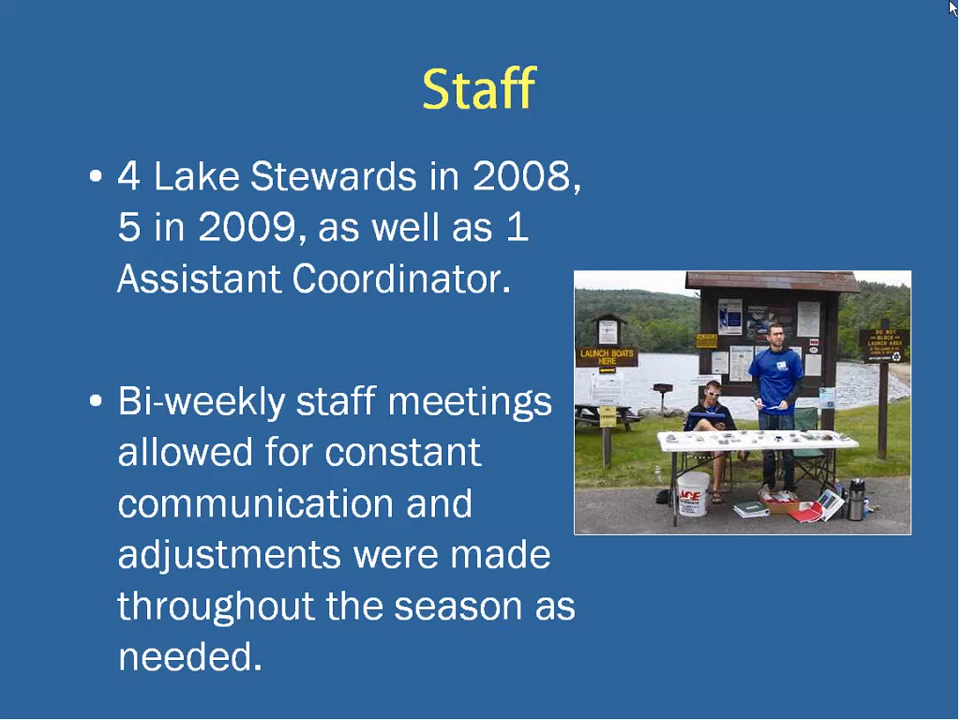 Staff
• 4 Lake Stewards in 2008,
5 in 2009, as well as 1
Assistant Coordinator.
• Bi-weekly staff meetings
allowed for constant
communication and
adjustments were made
throughout the season as
needed.
LAUNCH BOATS
HERE
DO NOT
BLOCK
LAUNCH AREA
ACE